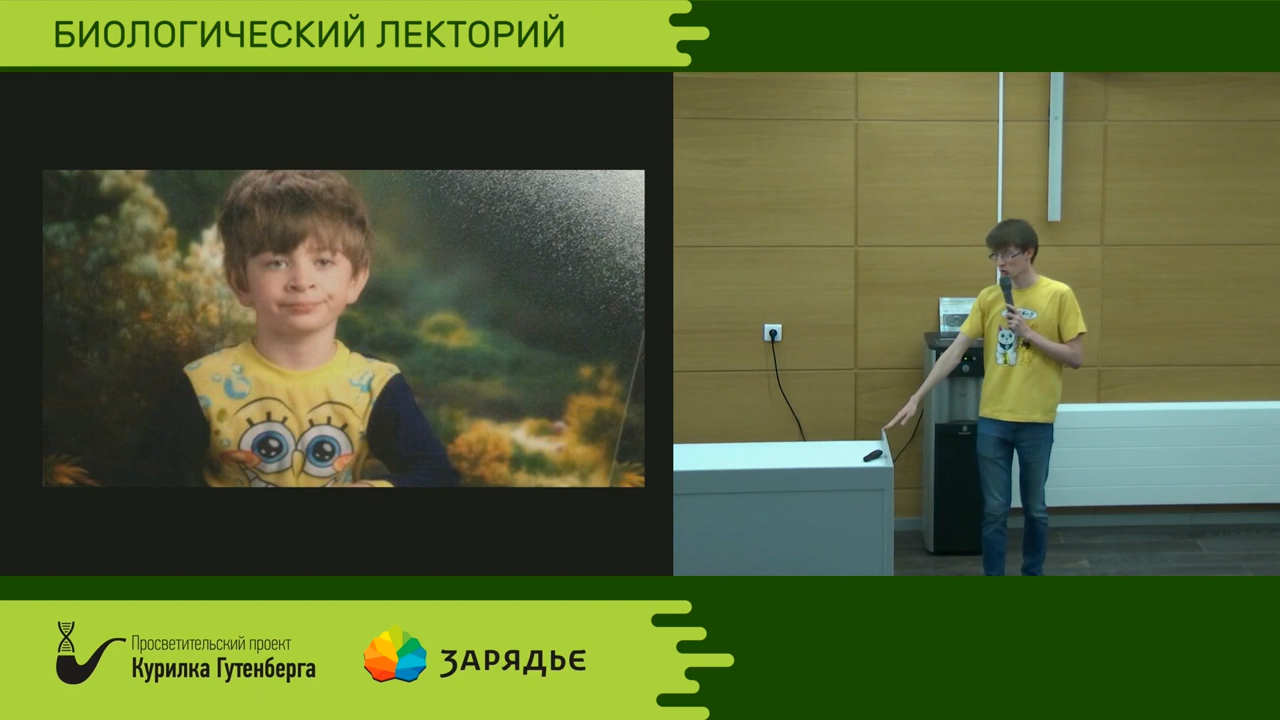 БИОЛОГИЧЕСКИЙ ЛЕКТОРИЙ
Просветительский проект
Курилка Гутенберга
ЗАРЯДЬЕ